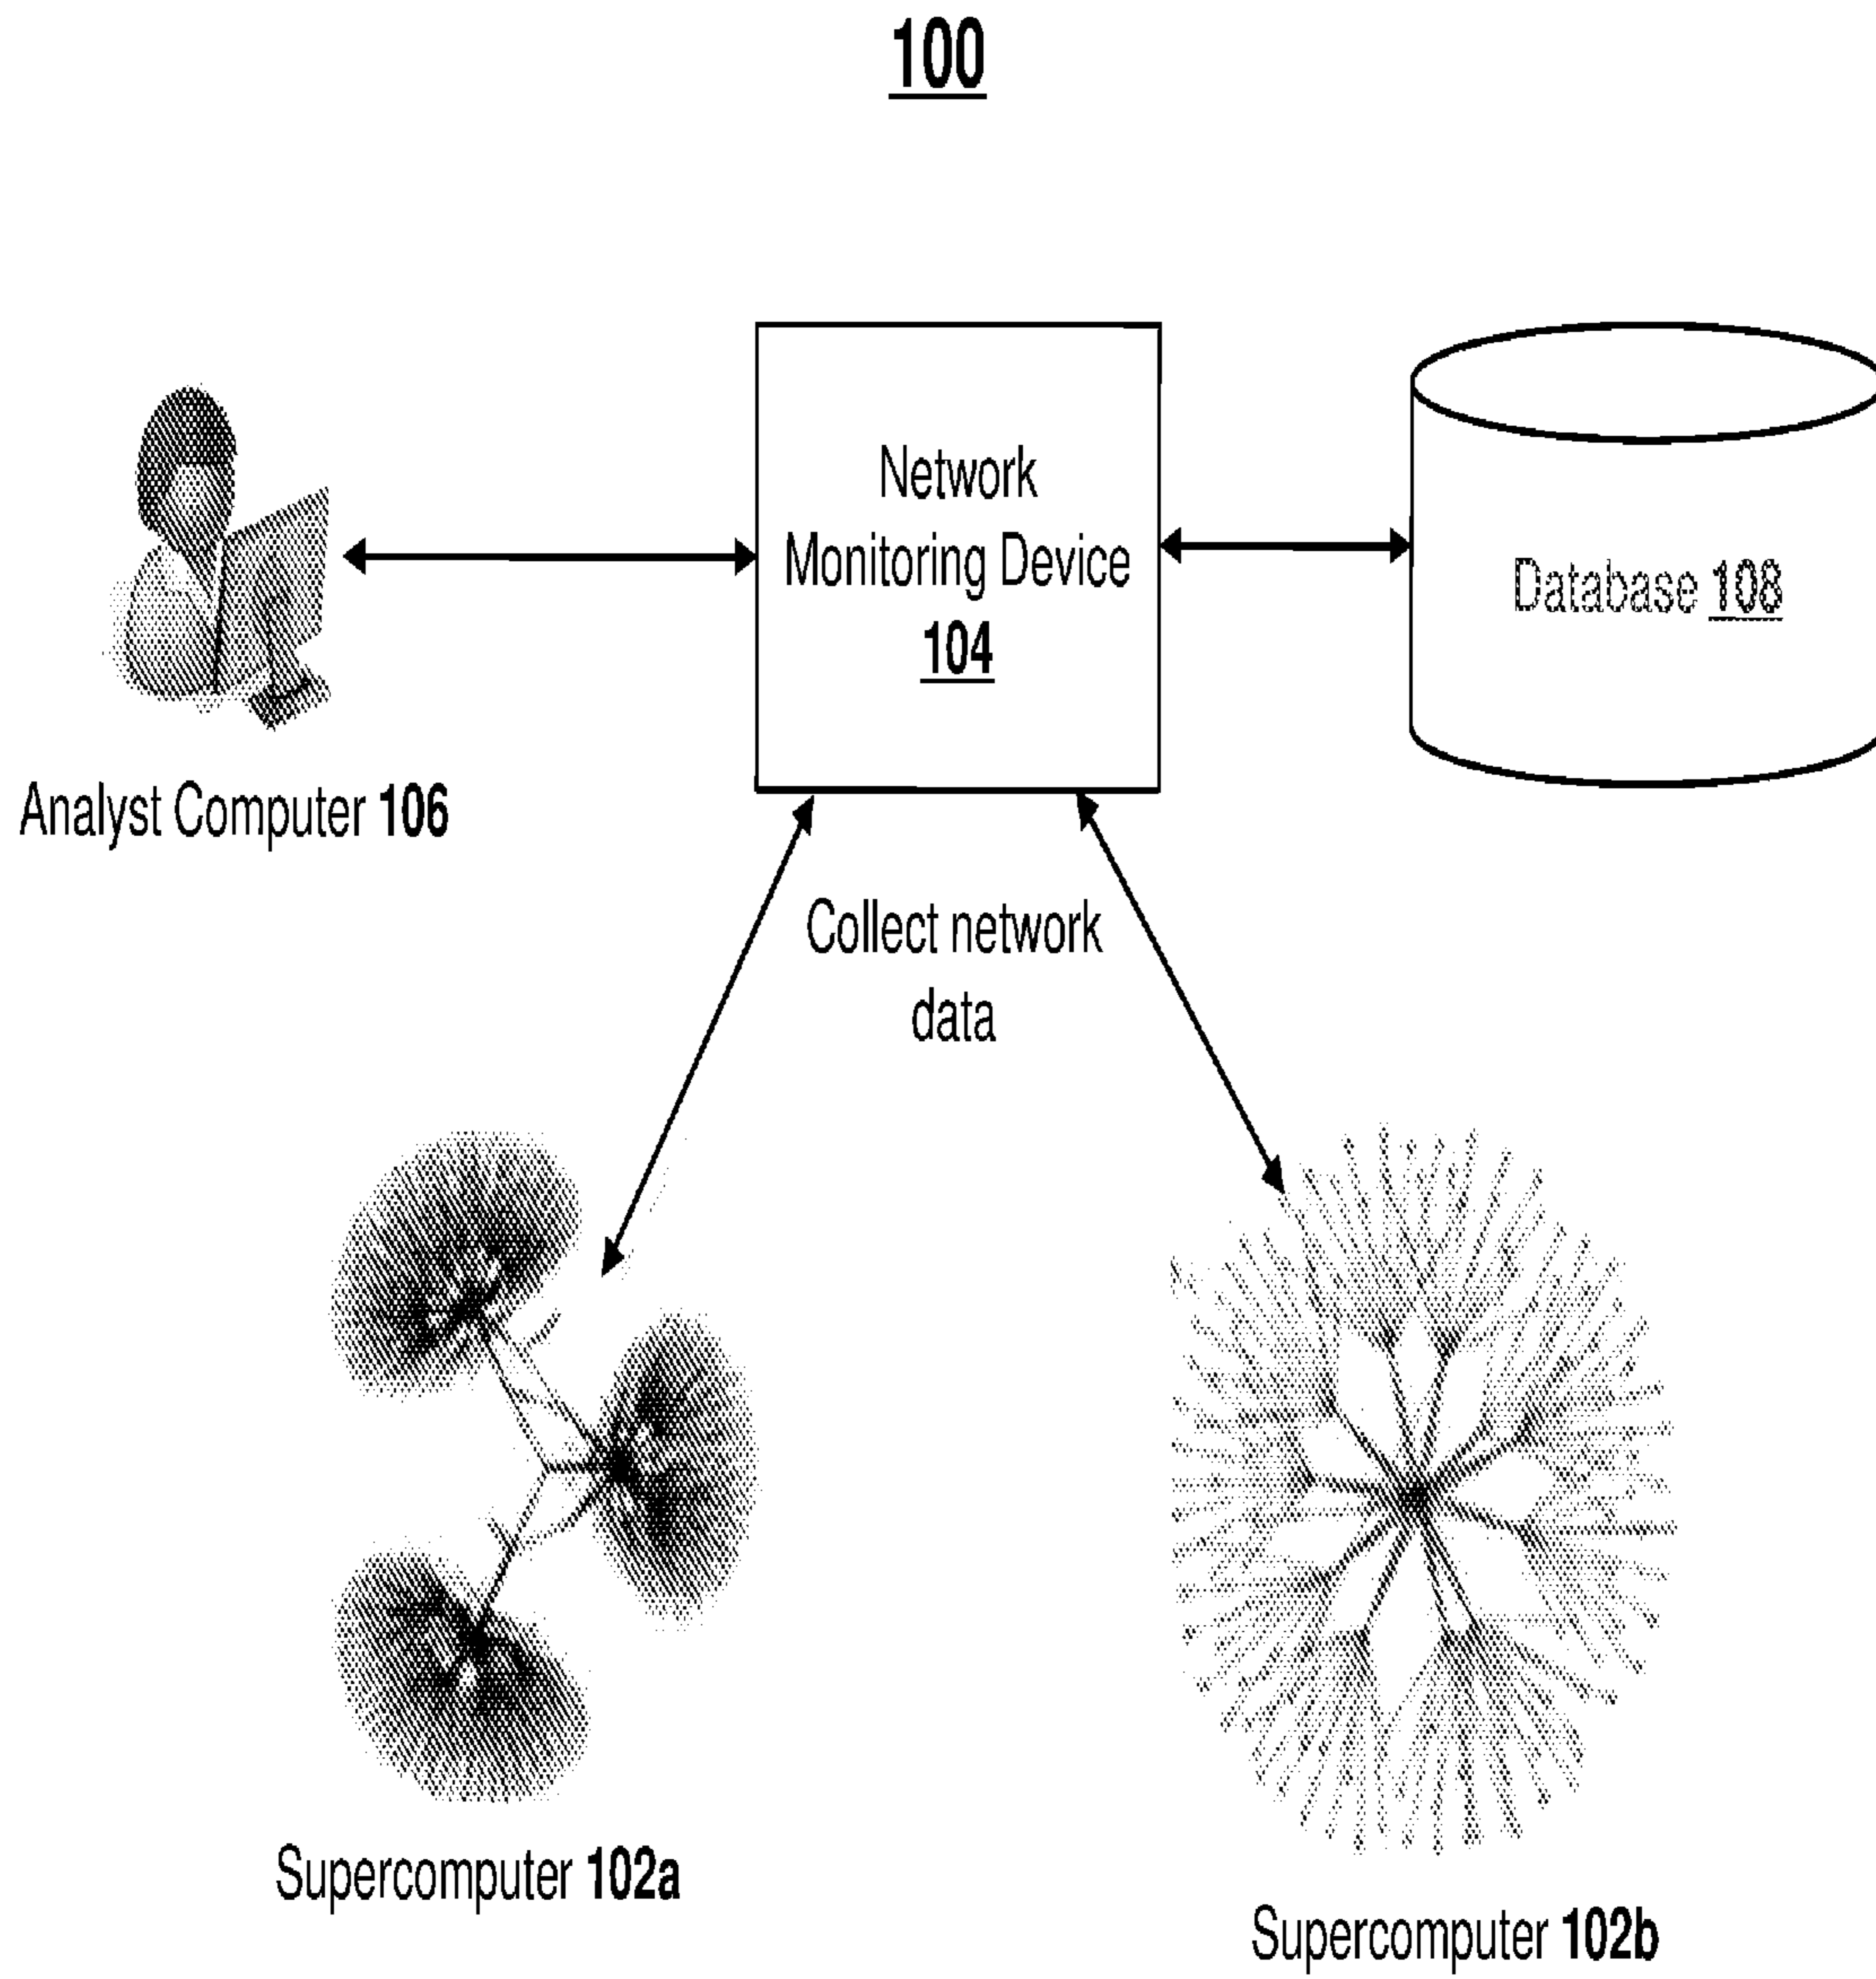 100
Network
Monitoring Device
104
Database 108
Analyst Computer 106
Collect network
data
Supercomputer 102a
Supercomputer 102b